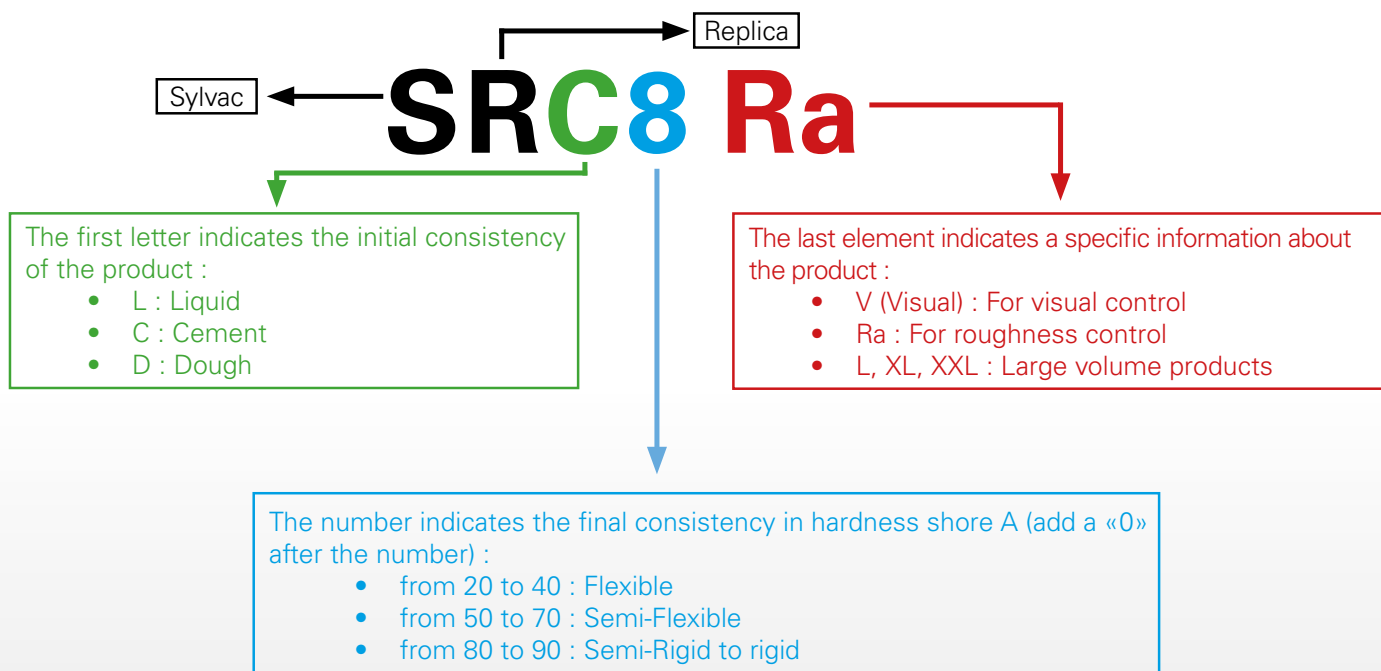 Replica
Sylvac
SRC8 Ra
The first letter indicates the initial consistency
of the product :
• L : Liquid
• C : Cement
• D : Dough
The last element indicates a specific information about
the product :
• V (Visual) : For visual control
• Ra : For roughness control
• L, XL, XXL : Large volume products
The number indicates the final consistency in hardness shore A (add a «0»
after the number) :
• from 20 to 40 : Flexible
• from 50 to 70 : Semi-Flexible
• from 80 to 90 : Semi-Rigid to rigid